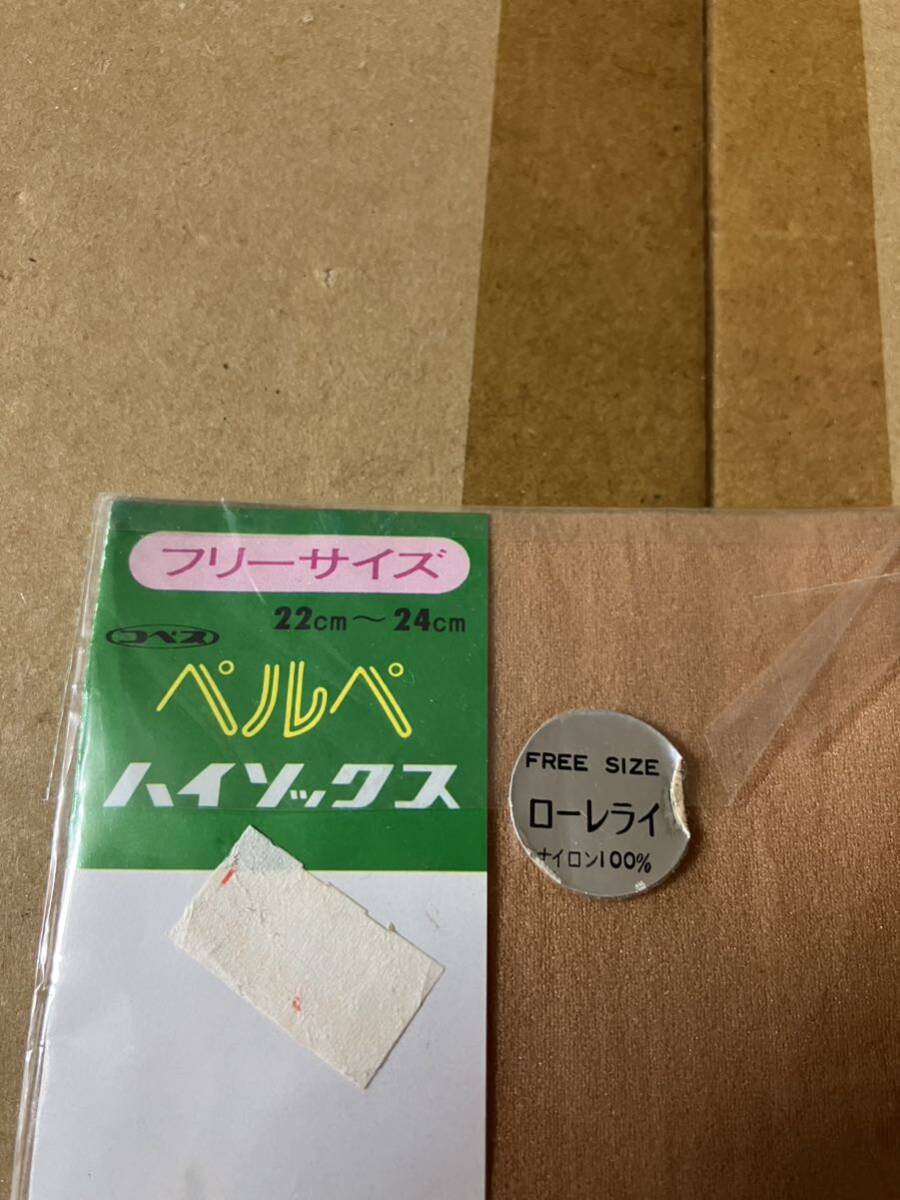 フリーサイズ
22cm～24cm
コペス
ペルペ
ハイソックス
FREE SIZE
ローレライ
ナイロン100%